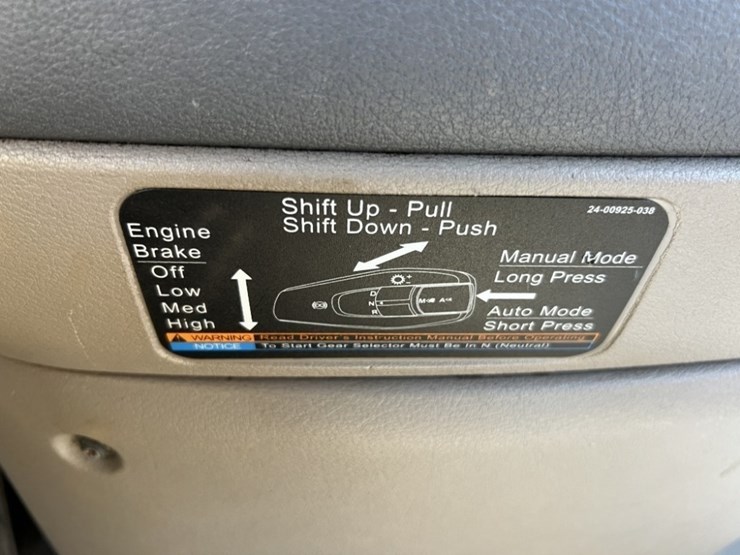 Shift Up - Pull
Shift Down - Push
24-00925-038
Engine
Brake
Off
Low
Med
High
D
N
R
Manual Mode
Long Press
Auto Mode
Short Press
WARNING Read Driver's Instruction Manual Before Operating
NOTICE To Start Gear Selector Must Be In N (Neutral)